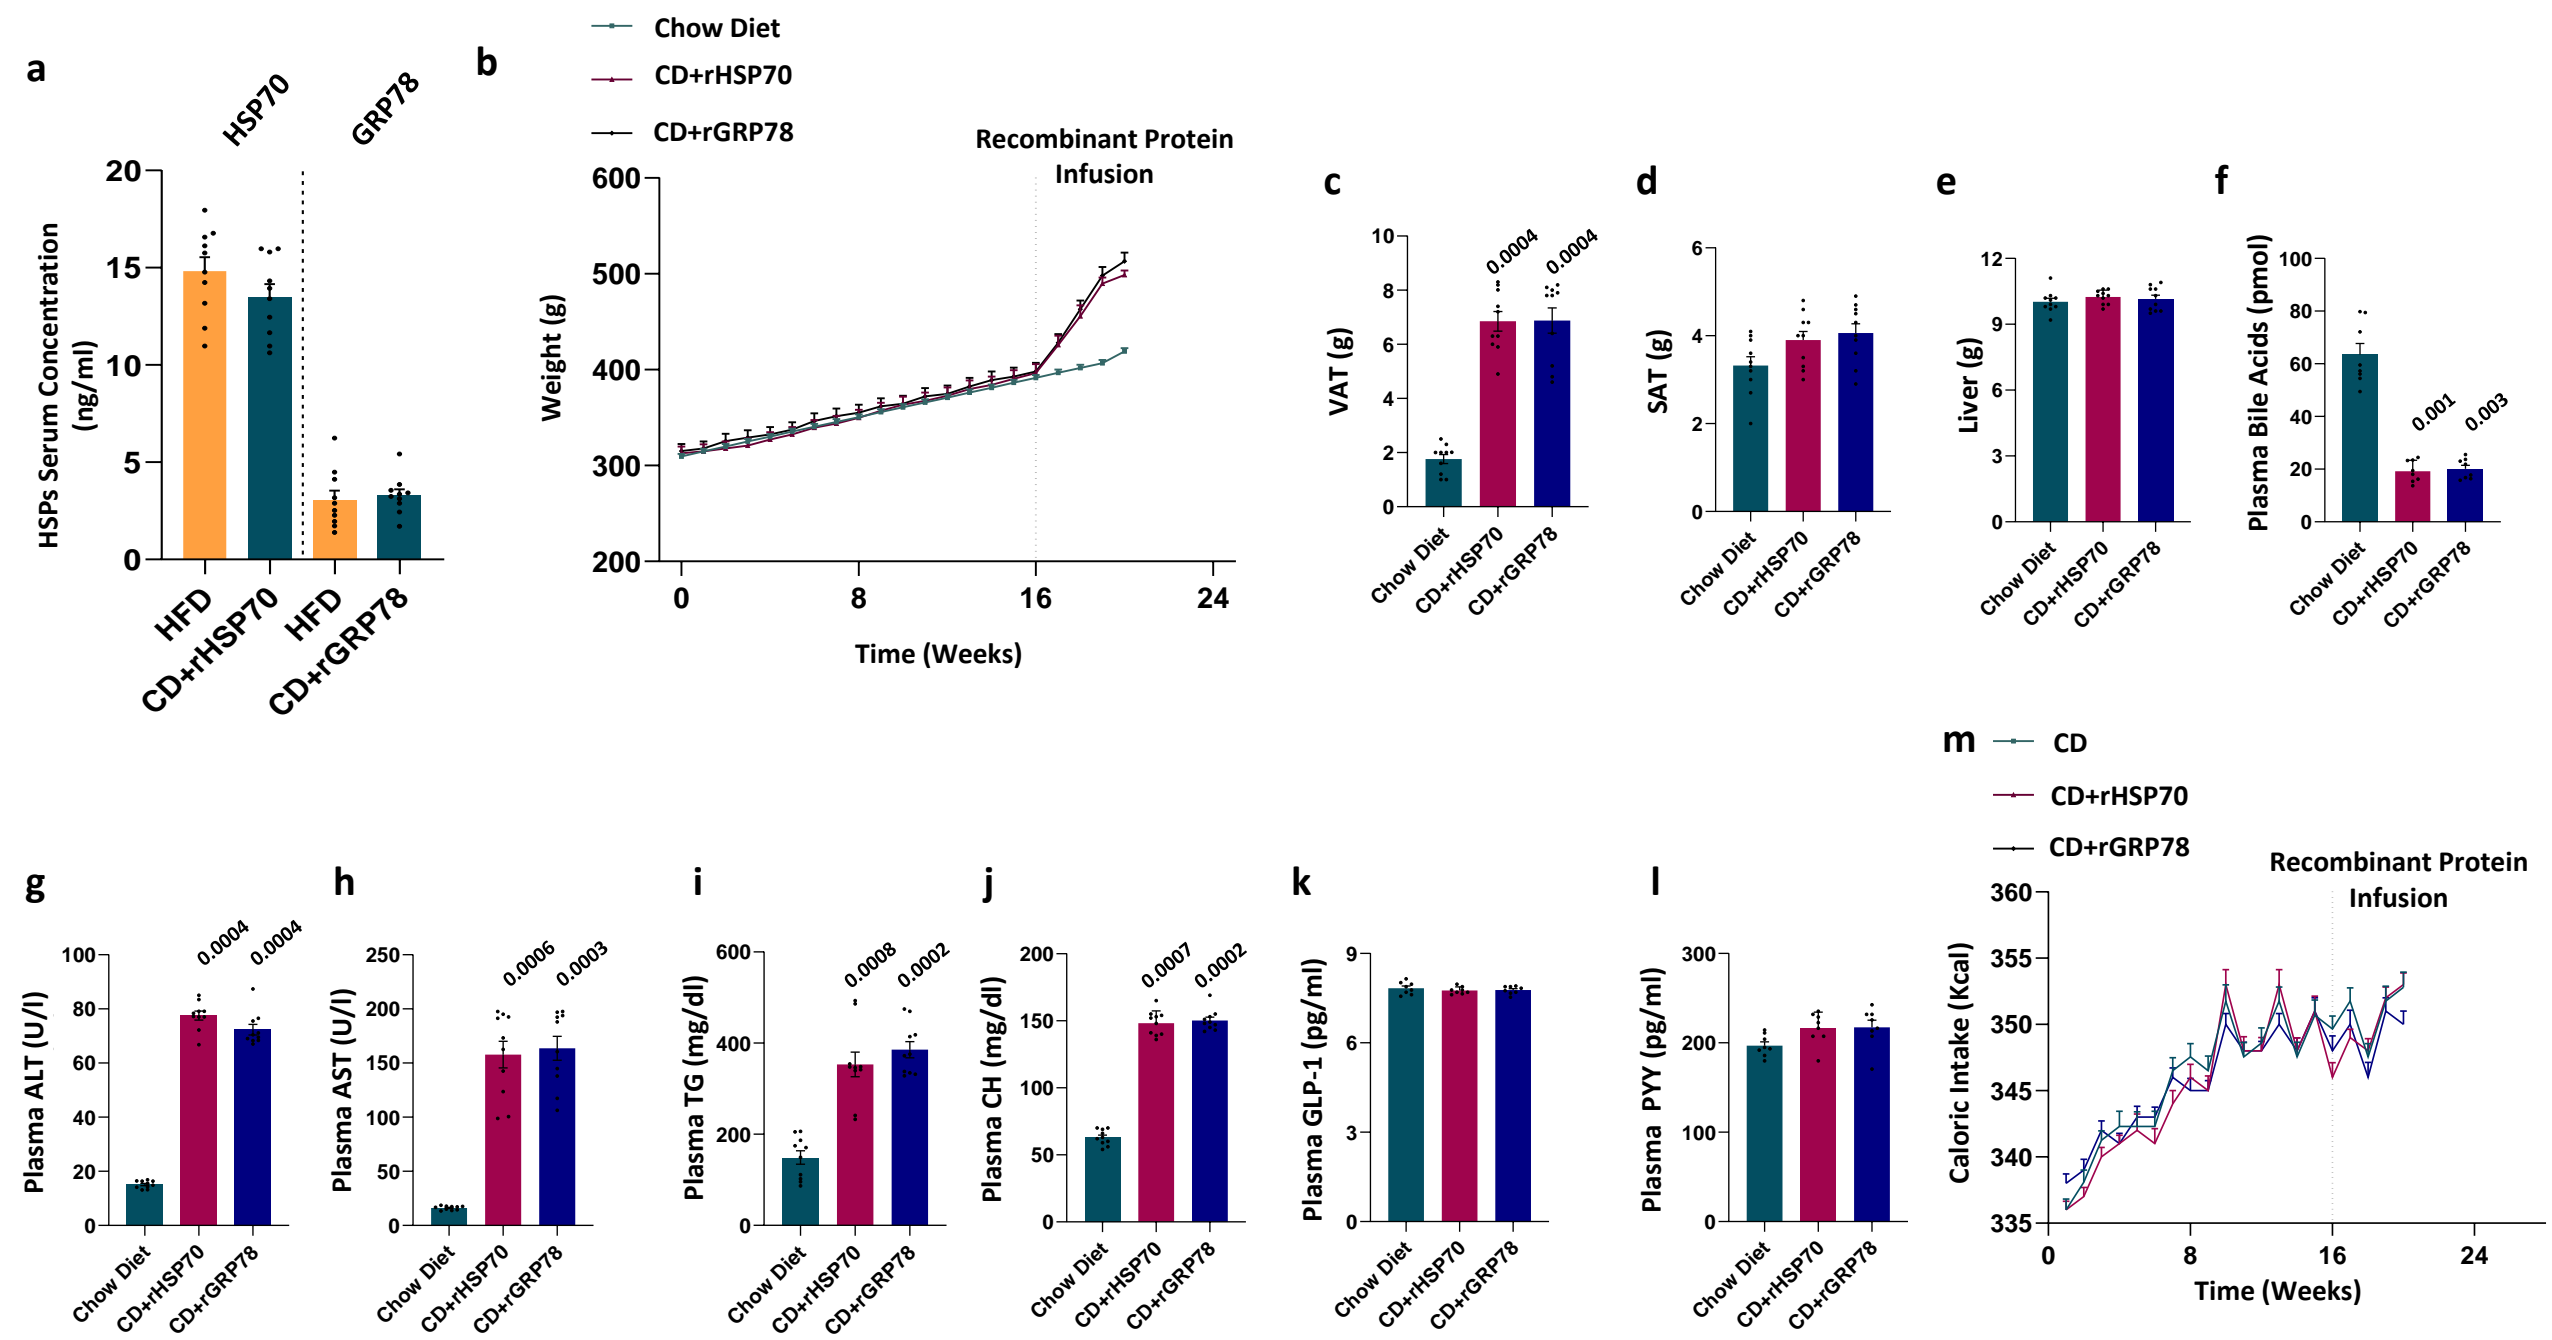 a
HSP70
GRP78
HSPs Serum Concentration
(ng/ml)
20
15
10
5
0
HFD
CD+rHSP70
HFD
CD+rGRP78
b
Chow Diet
CD+rHSP70
CD+rGRP78
Recombinant Protein
Infusion
Weight (g)
600
500
400
300
200
0
8
16
24
Time (Weeks)
c
VAT (g)
10
8
6
4
2
0
0.0004
0.0004
Chow Diet
CD+rHSP70
CD+rGRP78
d
SAT (g)
6
4
2
0
Chow Diet
CD+rHSP70
CD+rGRP78
e
Liver (g)
12
9
6
3
0
Chow Diet
CD+rHSP70
CD+rGRP78
f
Plasma Bile Acids (pmol)
100
80
60
40
20
0
0.001
0.003
Chow Diet
CD+rHSP70
CD+rGRP78
g
Plasma ALT (U/l)
100
80
60
40
20
0
0.0004
0.0004
Chow Diet
CD+rHSP70
CD+rGRP78
h
Plasma AST (U/l)
250
200
150
100
50
0
0.0006
0.0003
Chow Diet
CD+rHSP70
CD+rGRP78
i
Plasma TG (mg/dl)
600
400
200
0
0.0008
0.0002
Chow Diet
CD+rHSP70
CD+rGRP78
j
Plasma CH (mg/dl)
200
150
100
50
0
0.0007
0.0002
Chow Diet
CD+rHSP70
CD+rGRP78
k
Plasma GLP-1 (pg/ml)
9
6
3
0
Chow Diet
CD+rHSP70
CD+rGRP78
l
Plasma PYY (pg/ml)
300
200
100
0
Chow Diet
CD+rHSP70
CD+rGRP78
m
CD
CD+rHSP70
CD+rGRP78
Recombinant Protein
Infusion
Caloric Intake (Kcal)
360
355
350
345
340
335
0
8
16
24
Time (Weeks)